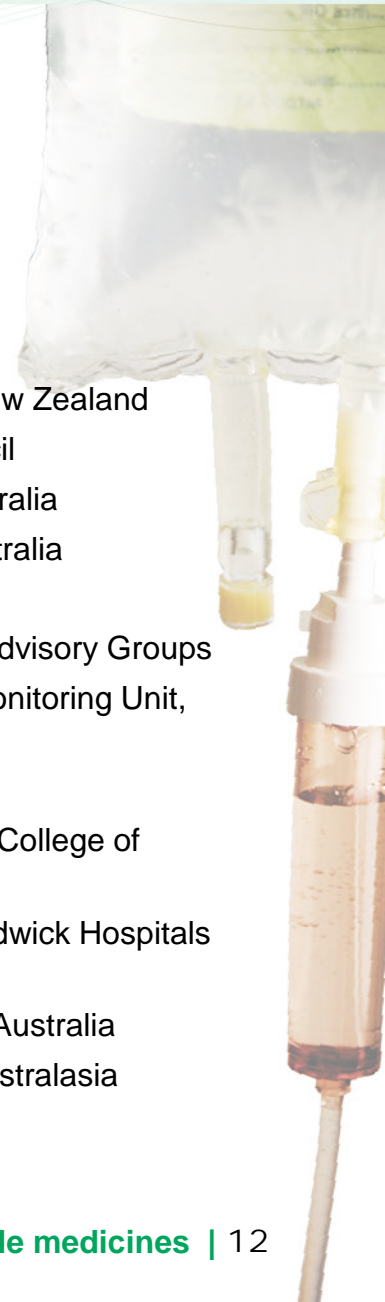 w Zealand
il
ralia
tralia
dvisory Groups
onitoring Unit,
College of
dwick Hospitals
Australia
stralasia
le medicines | 12